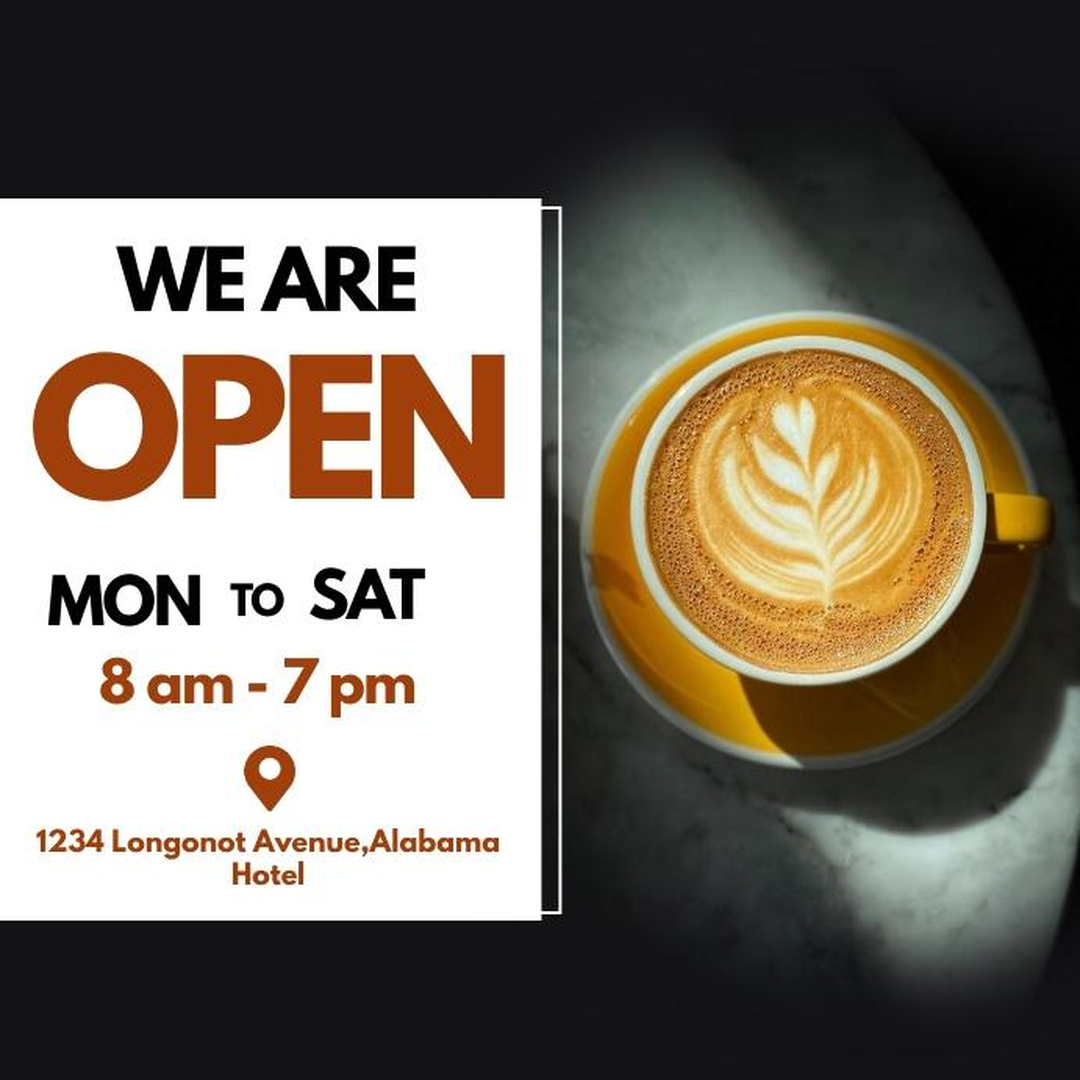 WE ARE
OPEN
MON TO SAT
8 am - 7 pm
1234 Longonot Avenue,Alabama
Hotel